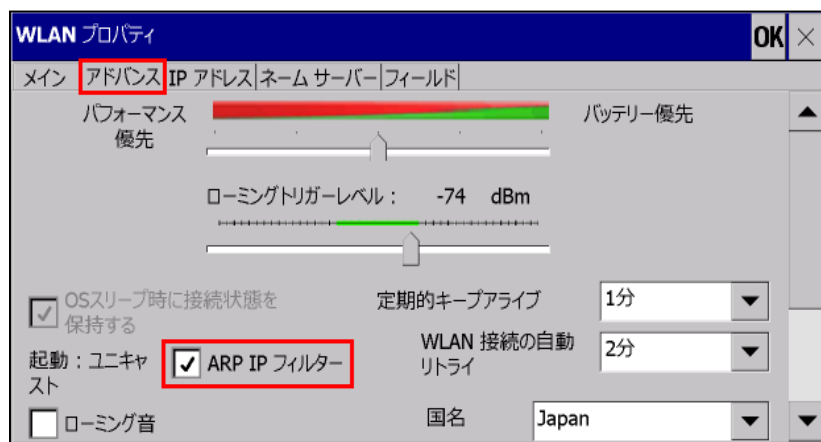 WLAN プロパティ OK ×
メイン アドバンス IP アドレス ネーム サーバー フィールド
パフォーマンス
優先
バッテリー優先
ローミングトリガーレベル： -74 dBm
OSスリープ時に接続状態を
保持する
定期的キープアライブ 1分
起動：ユニキャ
スト
ARP IP フィルター
WLAN 接続の自動
リトライ
2分
ローミング音
国名 Japan